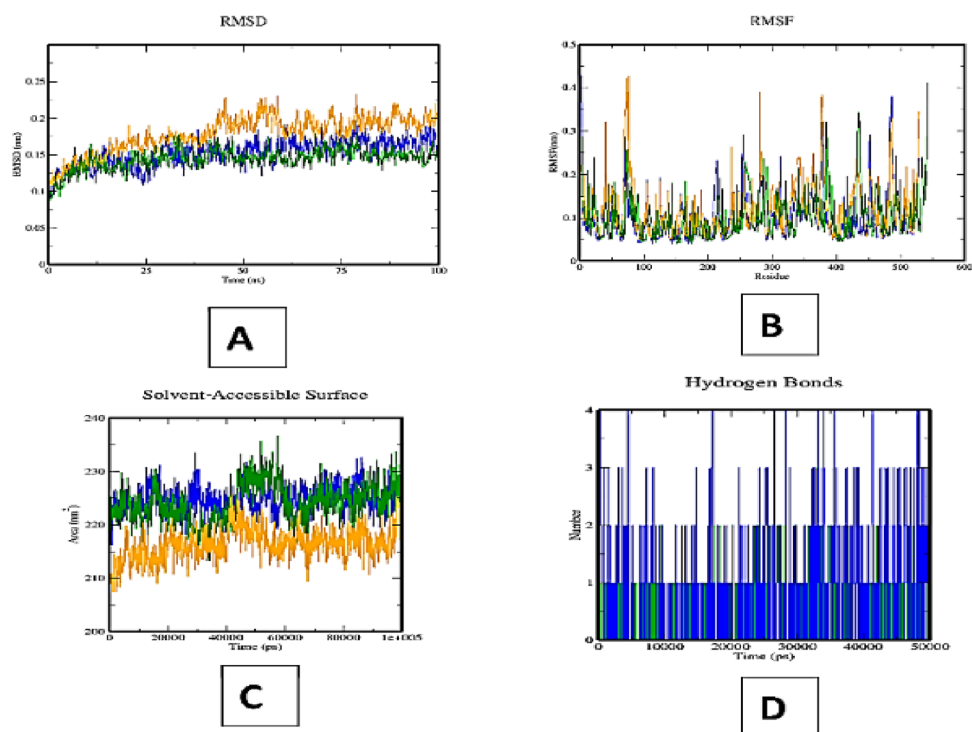 RMSD
0.25
0.2
0.15
0.1
0.05
0
RMSD (nm)
0
25
50
75
100
Time (ns)
A
RMSF
0.5
0.4
0.3
0.2
0.1
0
RMSF(nm)
0
100
200
300
400
500
600
Residue
B
Solvent-Accessible Surface
240
230
220
210
200
Area (nm²)
0
20000
40000
60000
80000
1e+005
Time (ps)
C
Hydrogen Bonds
4
3
2
1
0
Number
0
10000
20000
30000
40000
50000
Time (ps)
D